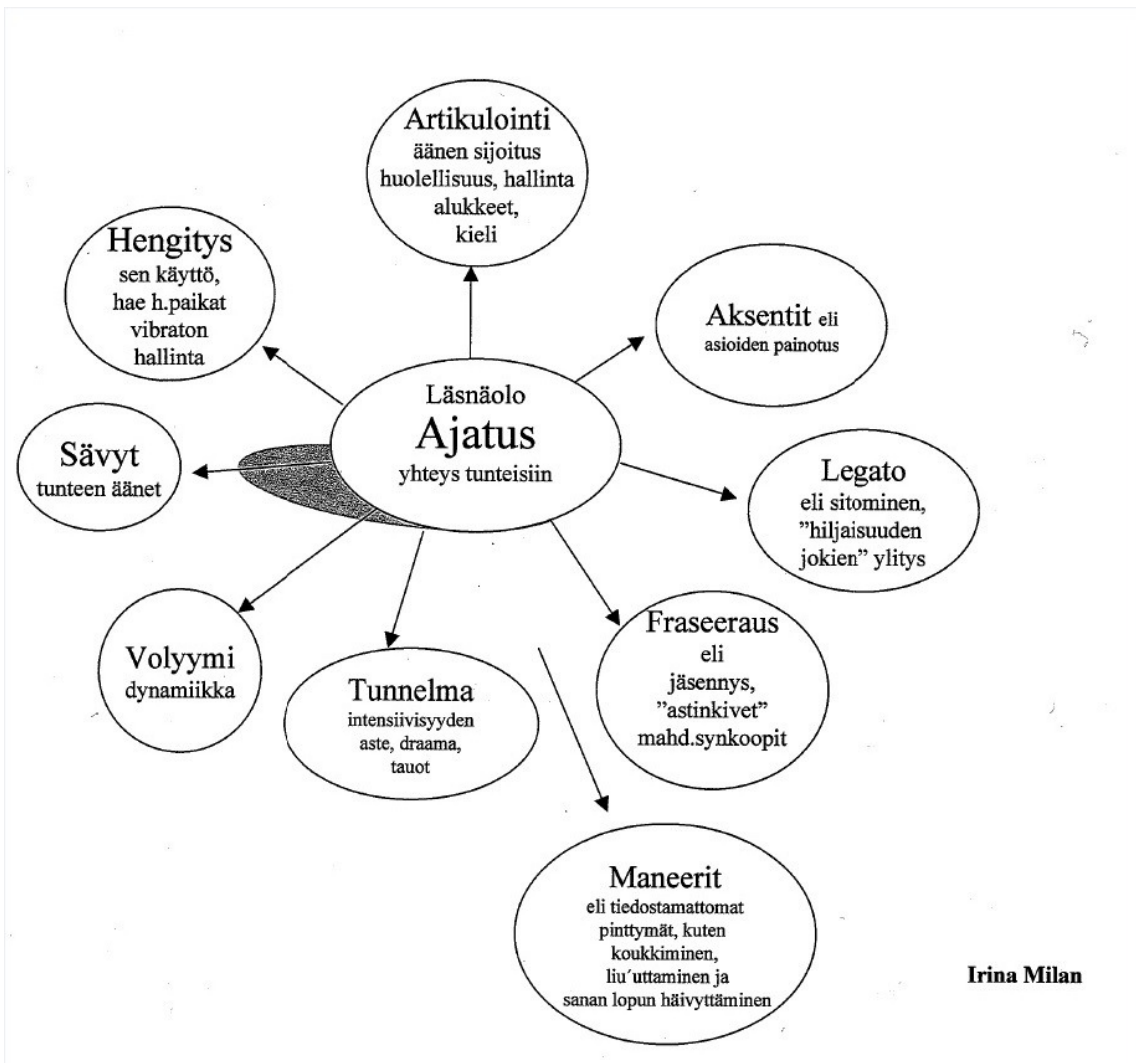 Artikulointi
äänen sijoitus
huolellisuus, hallinta
alukkeet,
kieli
Hengitys
sen käyttö,
hae h.paikat
vibraton
hallinta
Aksentit eli
asioiden painotus
Läsnäolo
Ajatus
yhteys tunteisiin
Sävyt
tunteen äänet
Legato
eli sitominen,
”hiljaisuuden
jokien” ylitys
Fraseeraus
eli
jäsennys,
”astinkivet”
mahd.synkoopit
Volyymi
dynamiikka
Tunnelma
intensiivisyyden
aste, draama,
tauot
Maneerit
eli tiedostamattomat
pinttymät, kuten
koukkiminen,
liu´uttaminen ja
sanan lopun häivyttäminen
Irina Milan